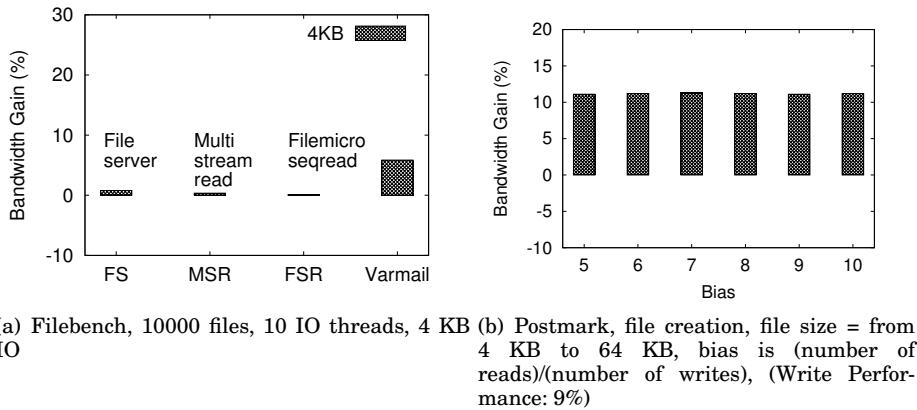 30
20
10
0
-10
Bandwidth Gain (%)
4KB
File server
Multi stream read
Filemicro seqread
FS MSR FSR Varmail
20
15
10
5
0
-5
-10
Bandwidth Gain (%)
5 6 7 8 9 10
Bias
a) Filebench, 10000 files, 10 IO threads, 4 KB
IO
(b) Postmark, file creation, file size = from
4 KB to 64 KB, bias is (number of
reads)/(number of writes), (Write Perfor-
mance: 9%)